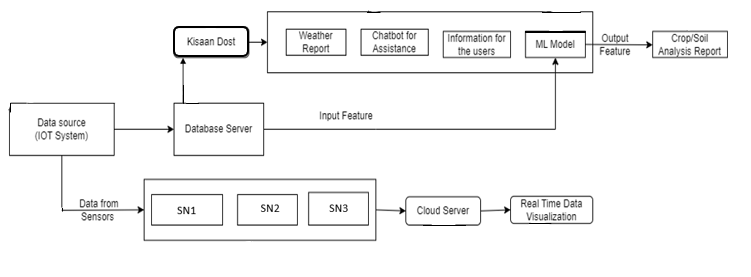 Kisaan Dost
Weather
Report
Chatbot for
Assistance
Information for
the users
ML Model
Output
Feature
Crop/Soil
Analysis Report
Data source
(IOT System)
Database Server
Input Feature
Data from
Sensors
SN1
SN2
SN3
Cloud Server
Real Time Data
Visualization